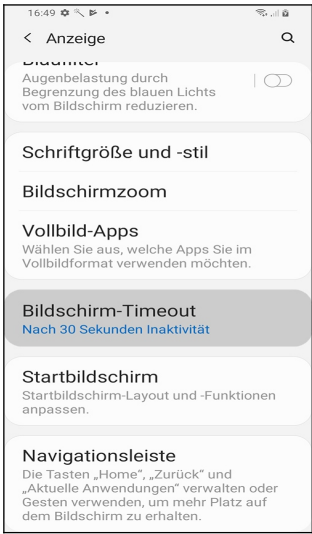 16:49
Anzeige
Blaufilter
Augenbelastung durch
Begrenzung des blauen Lichts
vom Bildschirm reduzieren.
Schriftgröße und -stil
Bildschirmzoom
Vollbild-Apps
Wählen Sie aus, welche Apps Sie im
Vollbildformat verwenden möchten.
Bildschirm-Timeout
Nach 30 Sekunden Inaktivität
Startbildschirm
Startbildschirm-Layout und -Funktionen
anpassen.
Navigationsleiste
Die Tasten „Home“, „Zurück“ und
„Aktuelle Anwendungen“ verwalten oder
Gesten verwenden, um mehr Platz auf
dem Bildschirm zu erhalten.